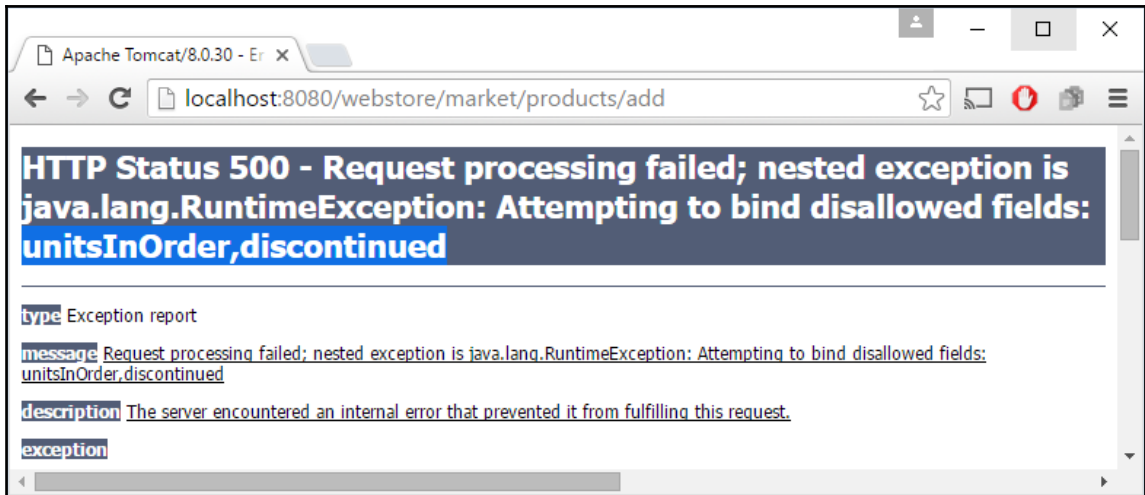 Apache Tomcat/8.0.30 - Er
localhost:8080/webstore/market/products/add
HTTP Status 500 - Request processing failed; nested exception is
java.lang.RuntimeException: Attempting to bind disallowed fields:
unitsInOrder,discontinued
type Exception report
message Request processing failed; nested exception is java.lang.RuntimeException: Attempting to bind disallowed fields:
unitsInOrder,discontinued
description The server encountered an internal error that prevented it from fulfilling this request.
exception